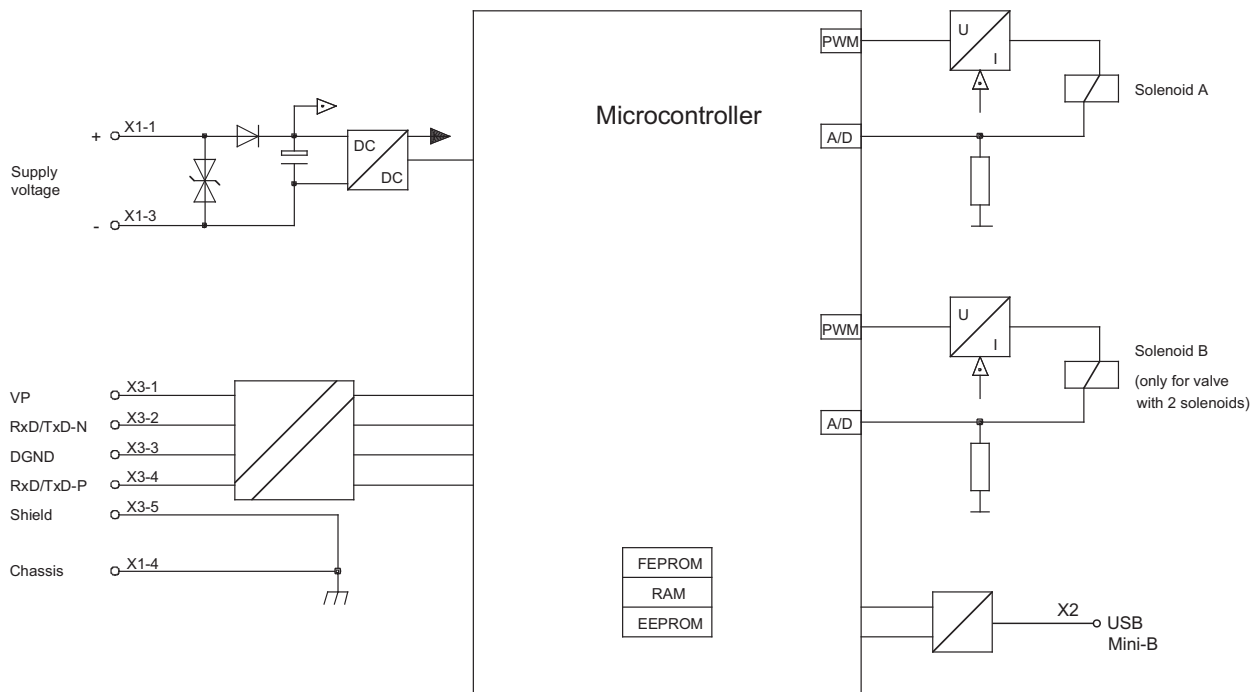 Microcontroller
+
X1-1
Supply
voltage
-
X1-3
DC
DC
VP
X3-1
RxD/TxD-N
X3-2
DGND
X3-3
RxD/TxD-P
X3-4
Shield
X3-5
Chassis
X1-4
FEPROM
RAM
EEPROM
PWM
U
I
Solenoid A
A/D
PWM
U
I
Solenoid B
(only for valve
with 2 solenoids)
A/D
X2
USB
Mini-B